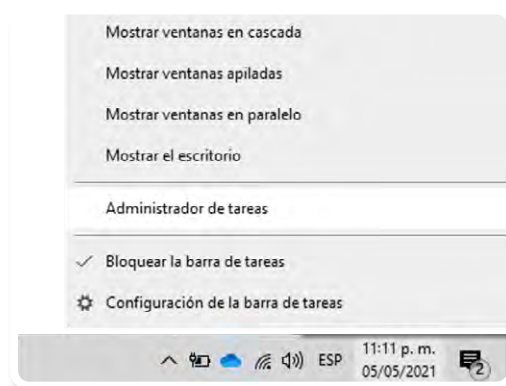 Mostrar ventanas en cascada
Mostrar ventanas apiladas
Mostrar ventanas en paralelo
Mostrar el escritorio
Administrador de tareas
Bloquear la barra de tareas
Configuración de la barra de tareas
ESP
11:11 p. m.
05/05/2021
2